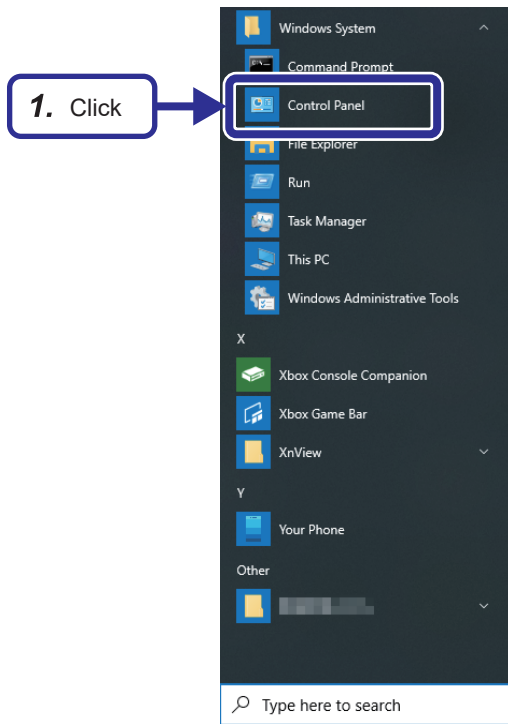 Windows System
Command Prompt
1. Click
Control Panel
File Explorer
Run
Task Manager
This PC
Windows Administrative Tools
X
Xbox Console Companion
Xbox Game Bar
XnView
Y
Your Phone
Other
Type here to search